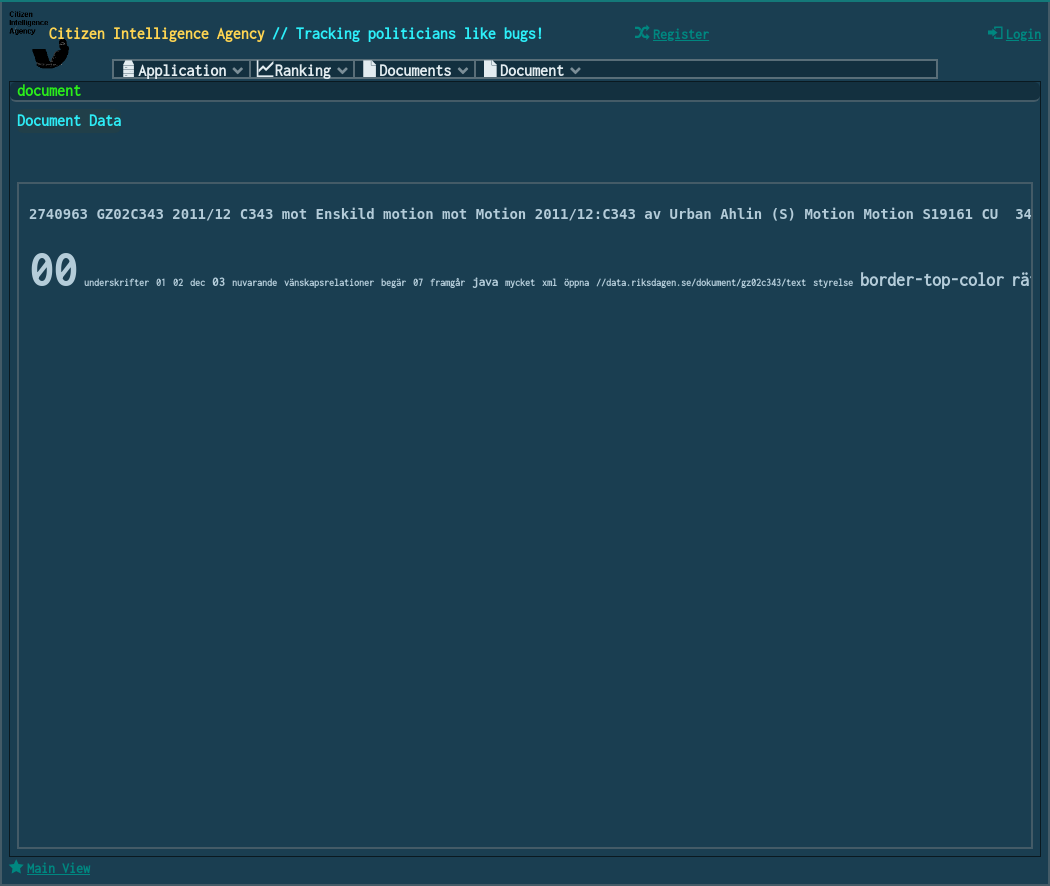 Citizen
Intelligence
Agency
Citizen Intelligence Agency // Tracking politicians like bugs!
Register
Login
Application
Ranking
Documents
Document
document
Document Data
2740963 GZ02C343 2011/12 C343 mot Enskild motion mot Motion 2011/12:C343 av Urban Ahlin (S) Motion Motion S19161 CU 34
00 underskrifter 01 02 dec 03 nuvarande vänskapsrelationer begär 07 framgår java mycket xml öppna //data.riksdagen.se/dokument/gz02c343/text styrelse border-top-color
Main View